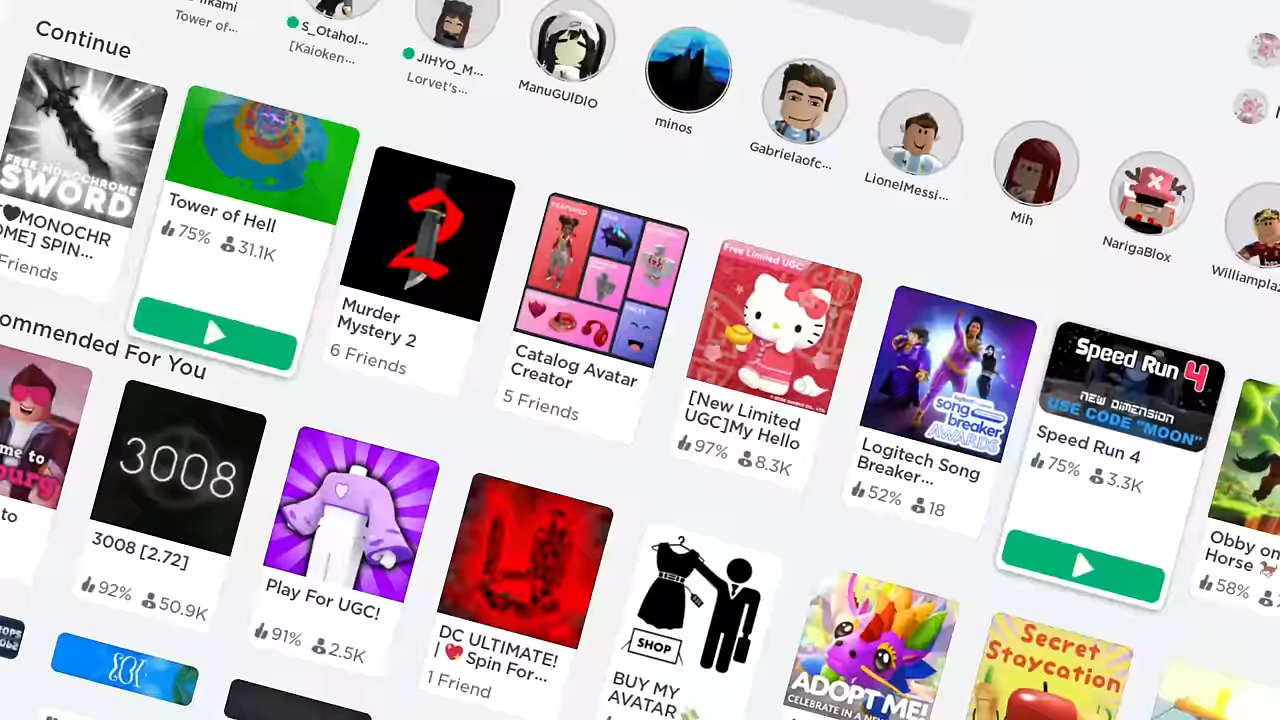 Tower of...
S_Otahol...
[Kaioken...
JIHYO_M...
Lorvet's...
ManuGUIDIO
minos
Gabrielaofc...
LionelMessi...
Mih
NarigaBlox
Continue
FREE MONOCHROME
SWORD
MONOCHR
OME] SPIN...
Friends
Tower of Hell
75% 31.1K
2
Murder
Mystery 2
6 Friends
FEATURED
Catalog Avatar
Creator
5 Friends
Free Limited UGC
[New Limited
UGC]My Hello
97% 8.3K
song
breaker
AWARDS
Logitech Song
Breaker...
52% 18
Speed Run 4
NEW DIMENSION
USE CODE "MOON"
Speed Run 4
75% 3.3K
Obby on
Horse 🐎
58%
ommended For You
me to
to
3008
3008 [2.72]
92% 50.9K
Play For UGC!
91% 2.5K
U
DC ULTIMATE!
| 💖 Spin For...
1 Friend
SHOP
BUY MY
AVATAR 💸
ADOPT ME!
Secret
Staycation